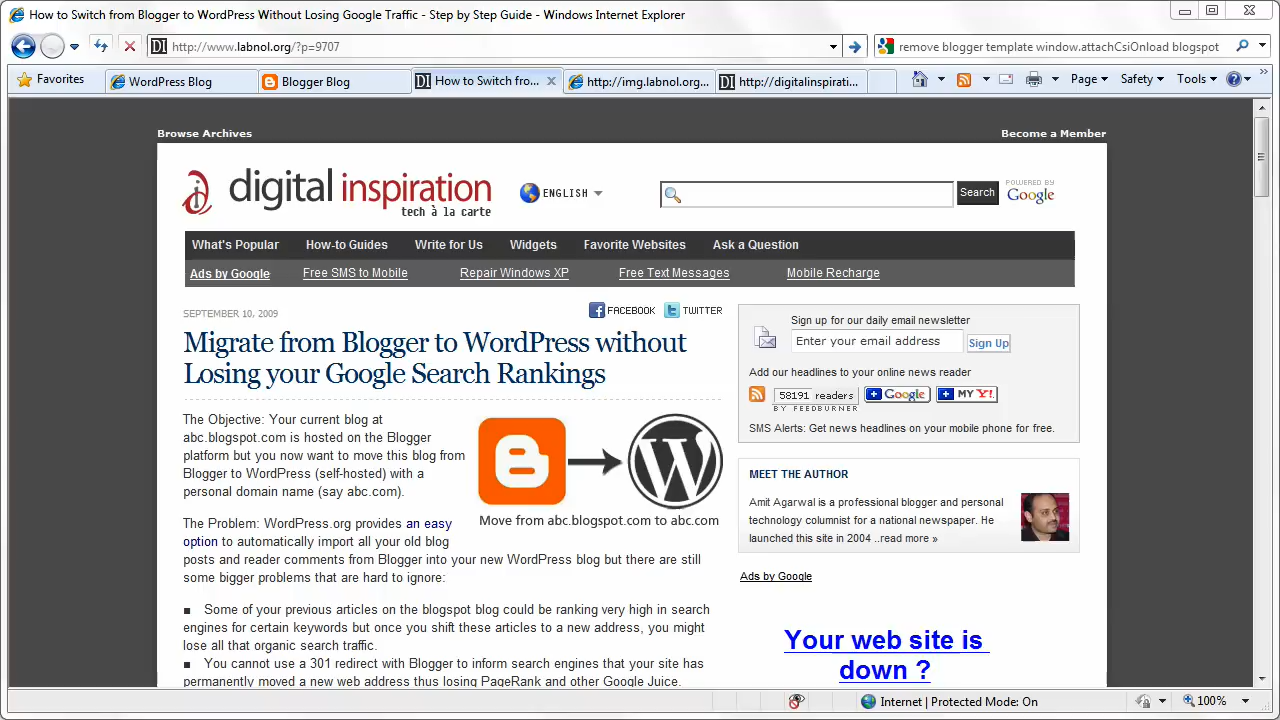 How to Switch from Blogger to WordPress Without Losing Google Traffic - Step by Step Guide - Windows Internet Explorer
http://www.labnol.org/?p=9707
remove blogger template window.attachCsiOnload blogspot
Favorites
WordPress Blog
Blogger Blog
DI How to Switch fro...
http://img.labnol.org...
DI http://digitalinspirati...
Page
Safety
Tools
Browse Archives
Become a Member
digital inspiration
tech à la carte
ENGLISH
Search
POWERED BY
Google
What's Popular
How-to Guides
Write for Us
Widgets
Favorite Websites
Ask a Question
Ads by Google
Free SMS to Mobile
Repair Windows XP
Free Text Messages
Mobile Recharge
SEPTEMBER 10, 2009
FACEBOOK
TWITTER
Migrate from Blogger to WordPress without
Losing your Google Search Rankings
The Objective: Your current blog at
abc.blogspot.com is hosted on the Blogger
platform but you now want to move this blog from
Blogger to WordPress (self-hosted) with a
personal domain name (say abc.com).
Move from abc.blogspot.com to abc.com
The Problem: WordPress.org provides an easy
option to automatically import all your old blog
posts and reader comments from Blogger into your new WordPress blog but there are still
some bigger problems that are hard to ignore:
Some of your previous articles on the blogspot blog could be ranking very high in search
engines for certain keywords but once you shift these articles to a new address, you might
lose all that organic search traffic.
You cannot use a 301 redirect with Blogger to inform search engines that your site has
permanently moved a new web address thus losing PageRank and other Google Juice.
Sign up for our daily email newsletter
Enter your email address
Sign Up
Add our headlines to your online news reader
58191 readers
BY FEEDBURNER
Google
MY Y!
SMS Alerts: Get news headlines on your mobile phone for free.
MEET THE AUTHOR
Amit Agarwal is a professional blogger and personal
technology columnist for a national newspaper. He
launched this site in 2004 ..read more »
Ads by Google
Your web site is
down ?
Internet | Protected Mode: On
100%